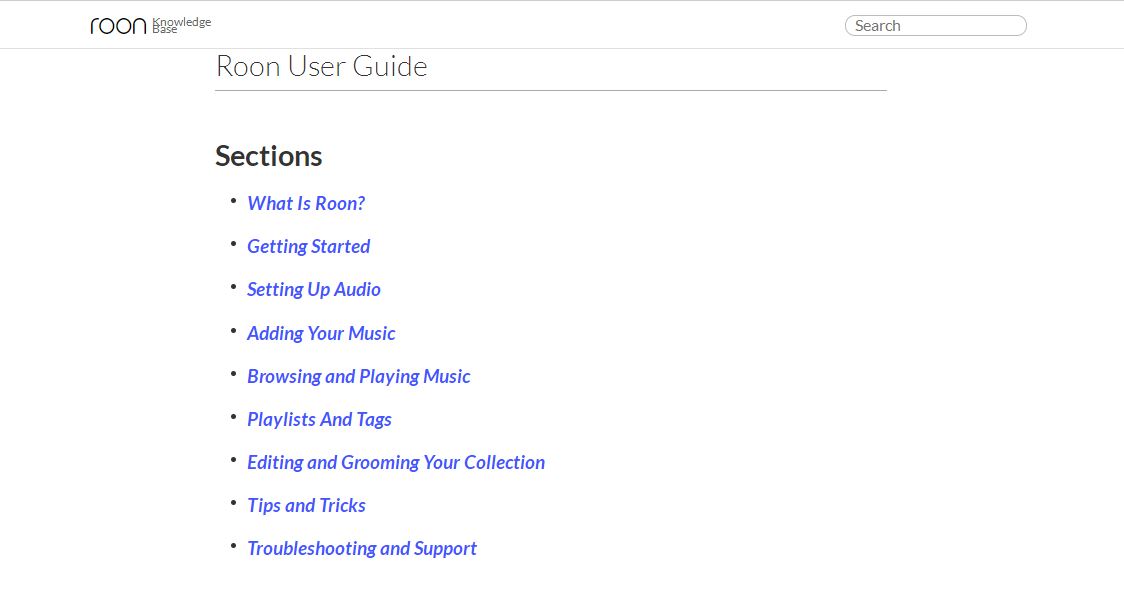 roon Knowledge
Base
Search
Roon User Guide
Sections
• What Is Roon?
• Getting Started
• Setting Up Audio
• Adding Your Music
• Browsing and Playing Music
• Playlists And Tags
• Editing and Grooming Your Collection
• Tips and Tricks
• Troubleshooting and Support